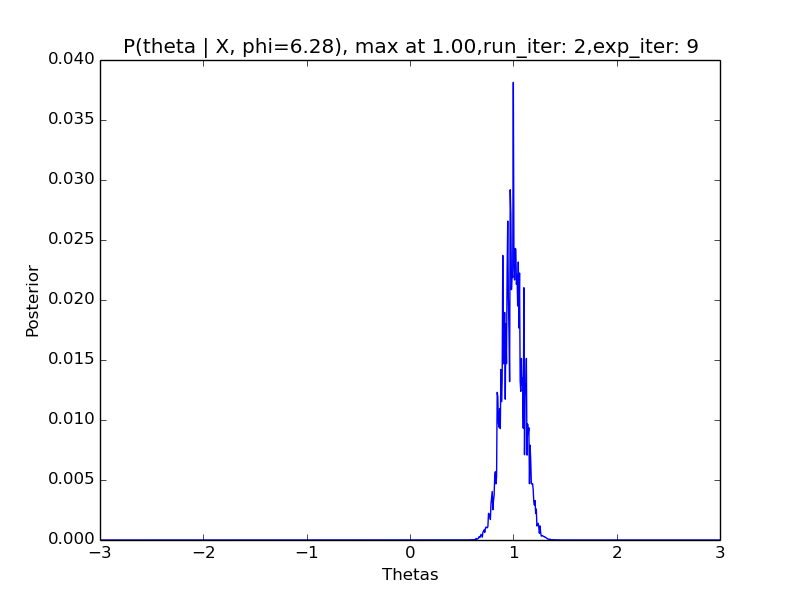 P(theta | X, phi=6.28), max at 1.00,run_iter: 2,exp_iter: 9
0.040
0.035
0.030
0.025
0.020
0.015
0.010
0.005
0.000
Posterior
−3 −2 −1 0 1 2 3
Thetas